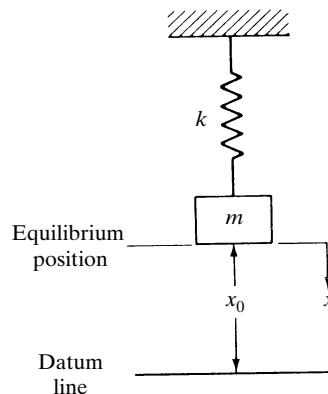 k
m
Equilibrium
position
x
x₀
Datum
line